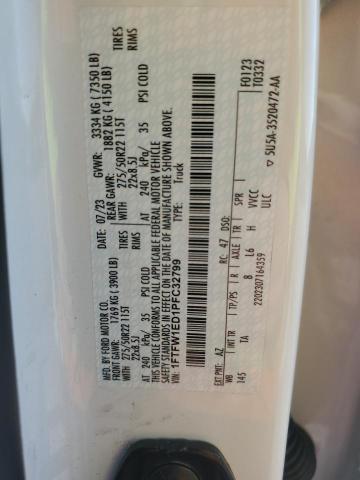 MFD. BY FORD MOTOR CO.
07/23 GVWR: 3334 KG ( 7350 LB)
FRONT GAWR: 1769 KG ( 3900 LB) REAR GAWR: 1882 KG ( 4150 LB)
WITH 275/50R22 115T TIRES WITH 275/50R22 115T TIRES
22x8.5J RIMS 22x8.5J RIMS
AT 240 kPa/ 35 PSI COLD AT 240 kPa/ 35 PSI COLD
THIS VEHICLE CONFORMS TO ALL APPLICABLE FEDERAL MOTOR VEHICLE
SAFETY STANDARDS IN EFFECT ON THE DATE OF MANUFACTURE SHOWN ABOVE.
VIN: 1FTFW1ED1PFC32799
TYPE: Truck
F0123
T0332
EXT PNT: AZ RC: 47 DSO:
WB INT TR TP/PS R AXLE TR SPR
145 TA B L6 H VVCC
ULC
2202307164359
5U5A-3520472-AA